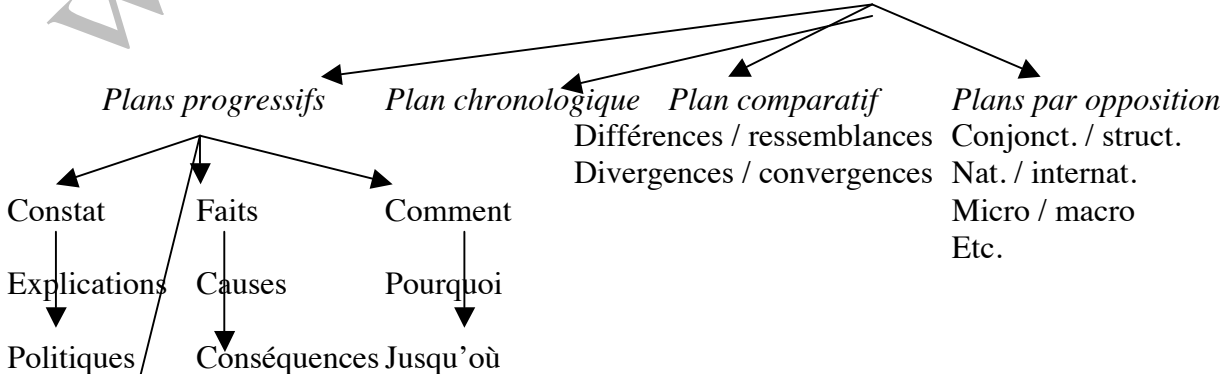 Plans progressifs Plan chronologique Plan comparatif Plans par opposition
Différences / ressemblances Conjonct. / struct.
Divergences / convergences Nat. / internat.
Constat Faits Comment Micro / macro
Etc.
Explications Causes Pourquoi
Politiques Conséquences Jusqu’où